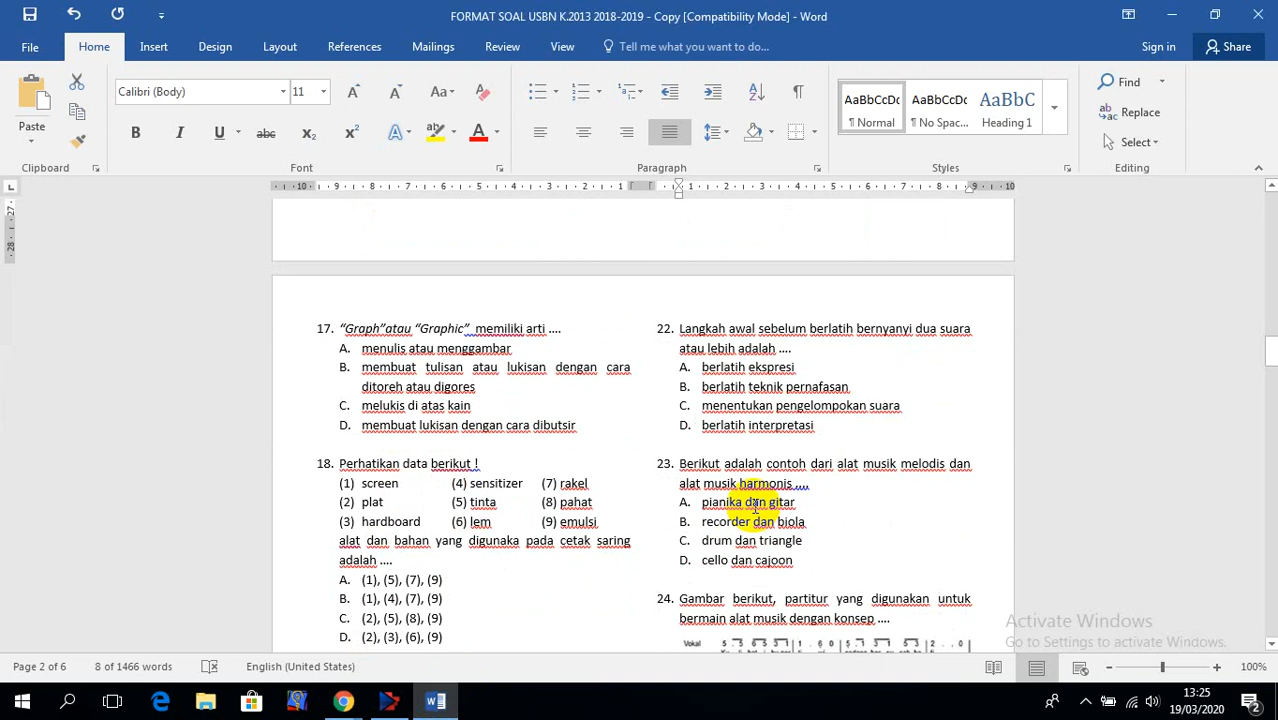 FORMAT SOAL USBN K.2013 2018-2019 - Copy [Compatibility Mode] - Word
File Home Insert Design Layout References Mailings Review View Tell me what you want to do... Sign in Share
Paste
Calibri (Body) 11
Find
Replace
Select
AaBbCcDc AaBbCcDc AaBbC
¶ Normal ¶ No Spac... Heading 1
Clipboard Font Paragraph Styles Editing
17. “Graph”atau “Graphic” memiliki arti ....
A. menulis atau menggambar
B. membuat tulisan atau lukisan dengan cara
ditoreh atau digores
C. melukis di atas kain
D. membuat lukisan dengan cara dibutsir
18. Perhatikan data berikut !
(1) screen (4) sensitizer (7) rakel
(2) plat (5) tinta (8) pahat
(3) hardboard (6) lem (9) emulsi
alat dan bahan yang digunaka pada cetak saring
adalah ....
A. (1), (5), (7), (9)
B. (1), (4), (7), (9)
C. (2), (5), (8), (9)
D. (2), (3), (6), (9)
22. Langkah awal sebelum berlatih bernyanyi dua suara
atau lebih adalah ....
A. berlatih ekspresi
B. berlatih teknik pernafasan
C. menentukan pengelompokan suara
D. berlatih interpretasi
23. Berikut adalah contoh dari alat musik melodis dan
alat musik harmonis ....
A. pianika dan gitar
B. recorder dan biola
C. drum dan triangle
D. cello dan cajoon
24. Gambar berikut, partitur yang digunakan untuk
bermain alat musik dengan konsep ....
Vokal
Activate Windows
Go to Settings to activate Windows.
Page 2 of 6 8 of 1466 words English (United States) 100%
13:25
19/03/2020
2